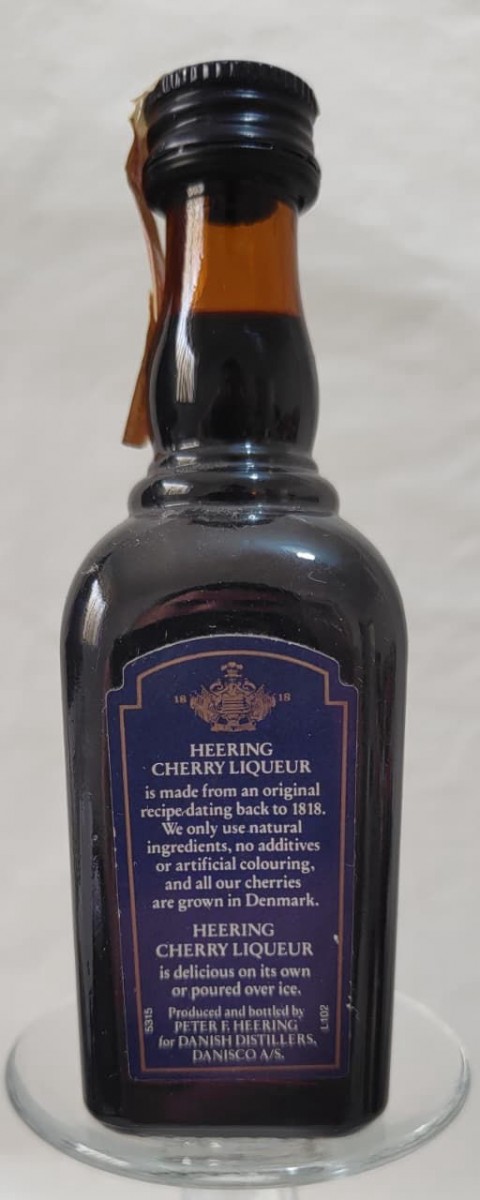 18 18
HEERING
CHERRY LIQUEUR
is made from an original
recipe dating back to 1818.
We only use natural
ingredients, no additives
or artificial colouring,
and all our cherries
are grown in Denmark.
HEERING
CHERRY LIQUEUR
is delicious on its own
or poured over ice.
Produced and bottled by
PETER F. HEERING
for DANISH DISTILLERS,
DANISCO A/S.
5315
L102